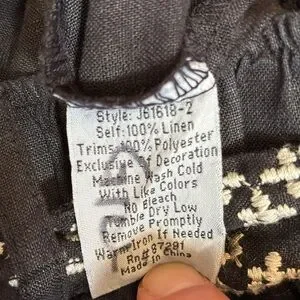 Style: J61618-2
Self: 100% Linen
Trims: 100% Polyester
Exclusive Of Decoration
Machine Wash Cold
With Like Colors
No Bleach
Tumble Dry Low
Remove Promptly
Warm Iron If Needed
Rn# 67291
Made in China